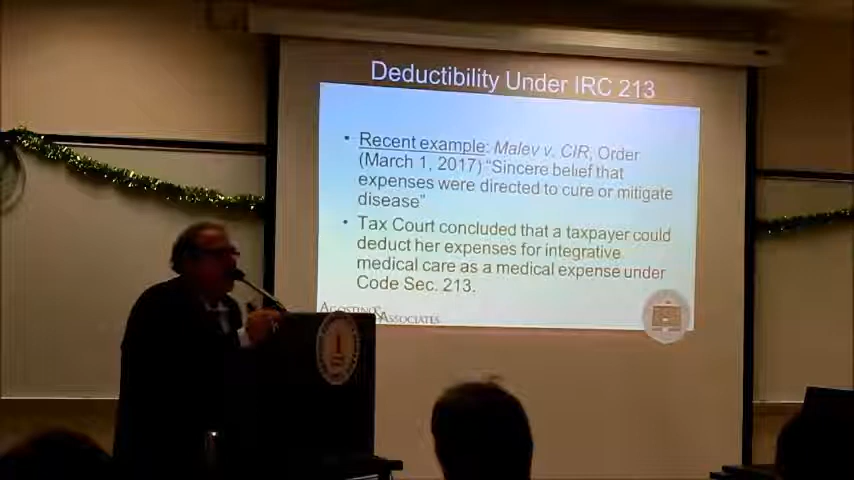 Deductibility Under IRC 213
• Recent example: Malev v. CIR, Order
(March 1, 2017) "Sincere belief that
expenses were directed to cure or mitigate
disease"
• Tax Court concluded that a taxpayer could
deduct her expenses for integrative
medical care as a medical expense under
Code Sec. 213.
AGOSTINO & ASSOCIATES